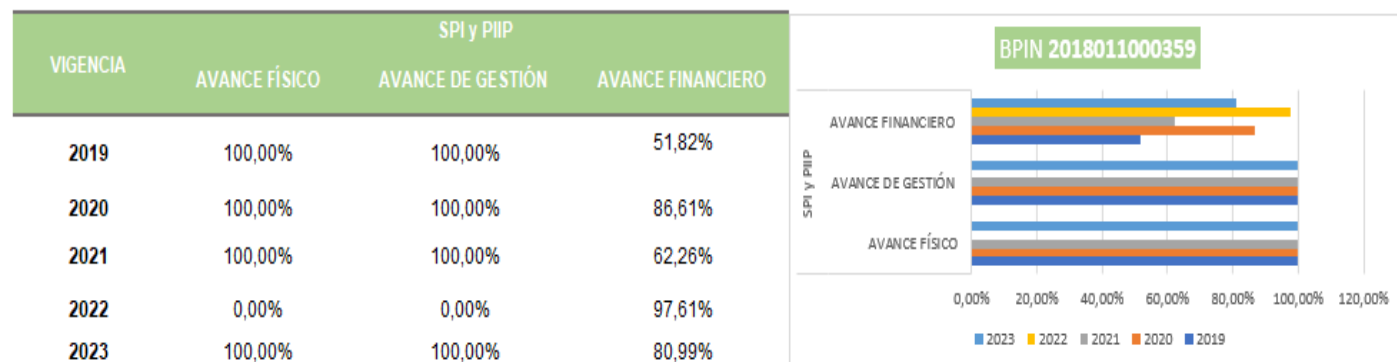 SPI y PIIP
VIGENCIA
AVANCE FÍSICO AVANCE DE GESTIÓN AVANCE FINANCIERO
2019 100,00% 100,00% 51,82%
2020 100,00% 100,00% 86,61%
2021 100,00% 100,00% 62,26%
2022 0,00% 0,00% 97,61%
2023 100,00% 100,00% 80,99%
BPIN 2018011000359
SPI y PIIP
AVANCE FINANCIERO
AVANCE DE GESTIÓN
AVANCE FÍSICO
0,00% 20,00% 40,00% 60,00% 80,00% 100,00% 120,00%
2023 2022 2021 2020 2019